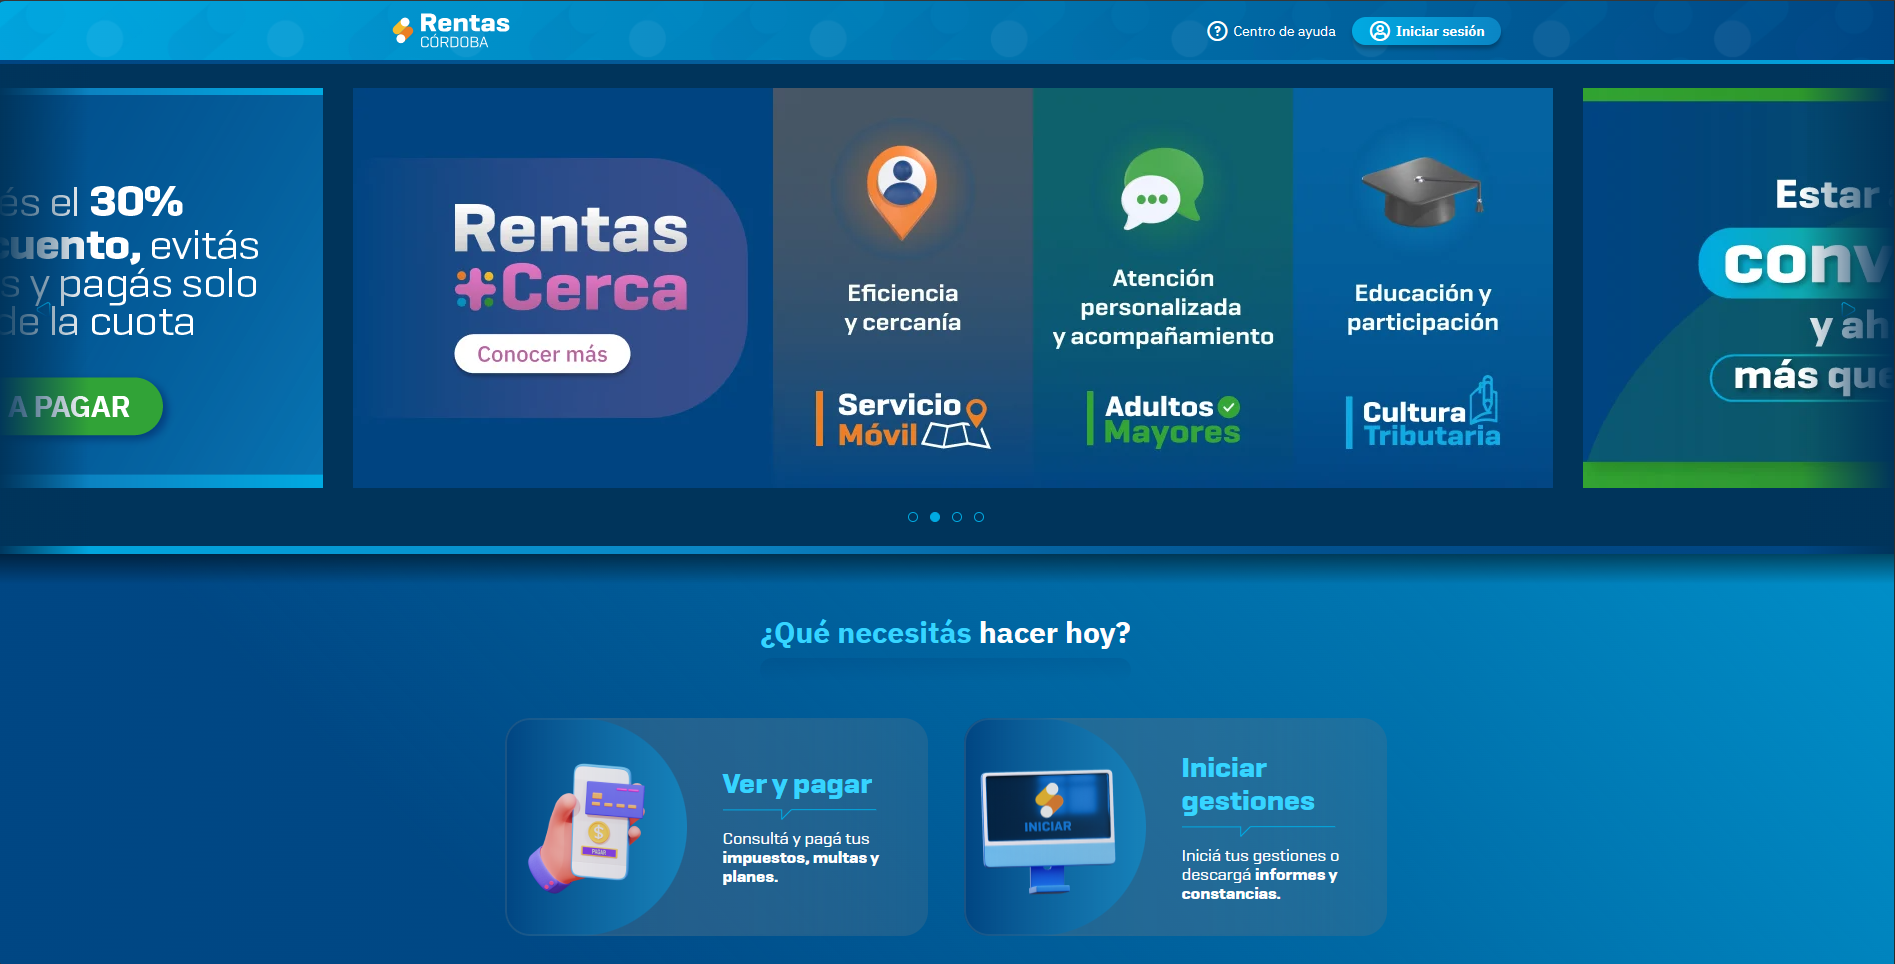 Rentas
CÓRDOBA
Centro de ayuda
Iniciar sesión
és el 30%
cuento, evitás
s y pagás solo
de la cuota
A PAGAR
Rentas
+Cerca
Conocer más
Eficiencia
y cercanía
Servicio
Móvil
Atención
personalizada
y acompañamiento
Adultos
Mayores
Educación y
participación
Cultura
Tributaria
Estar
conv
y ah
más que
¿Qué necesitás hacer hoy?
Ver y pagar
Consultá y pagá tus
impuestos, multas y
planes.
PAGAR
INICIAR
Iniciar
gestiones
Iniciá tus gestiones o
descargá informes y
constancias.